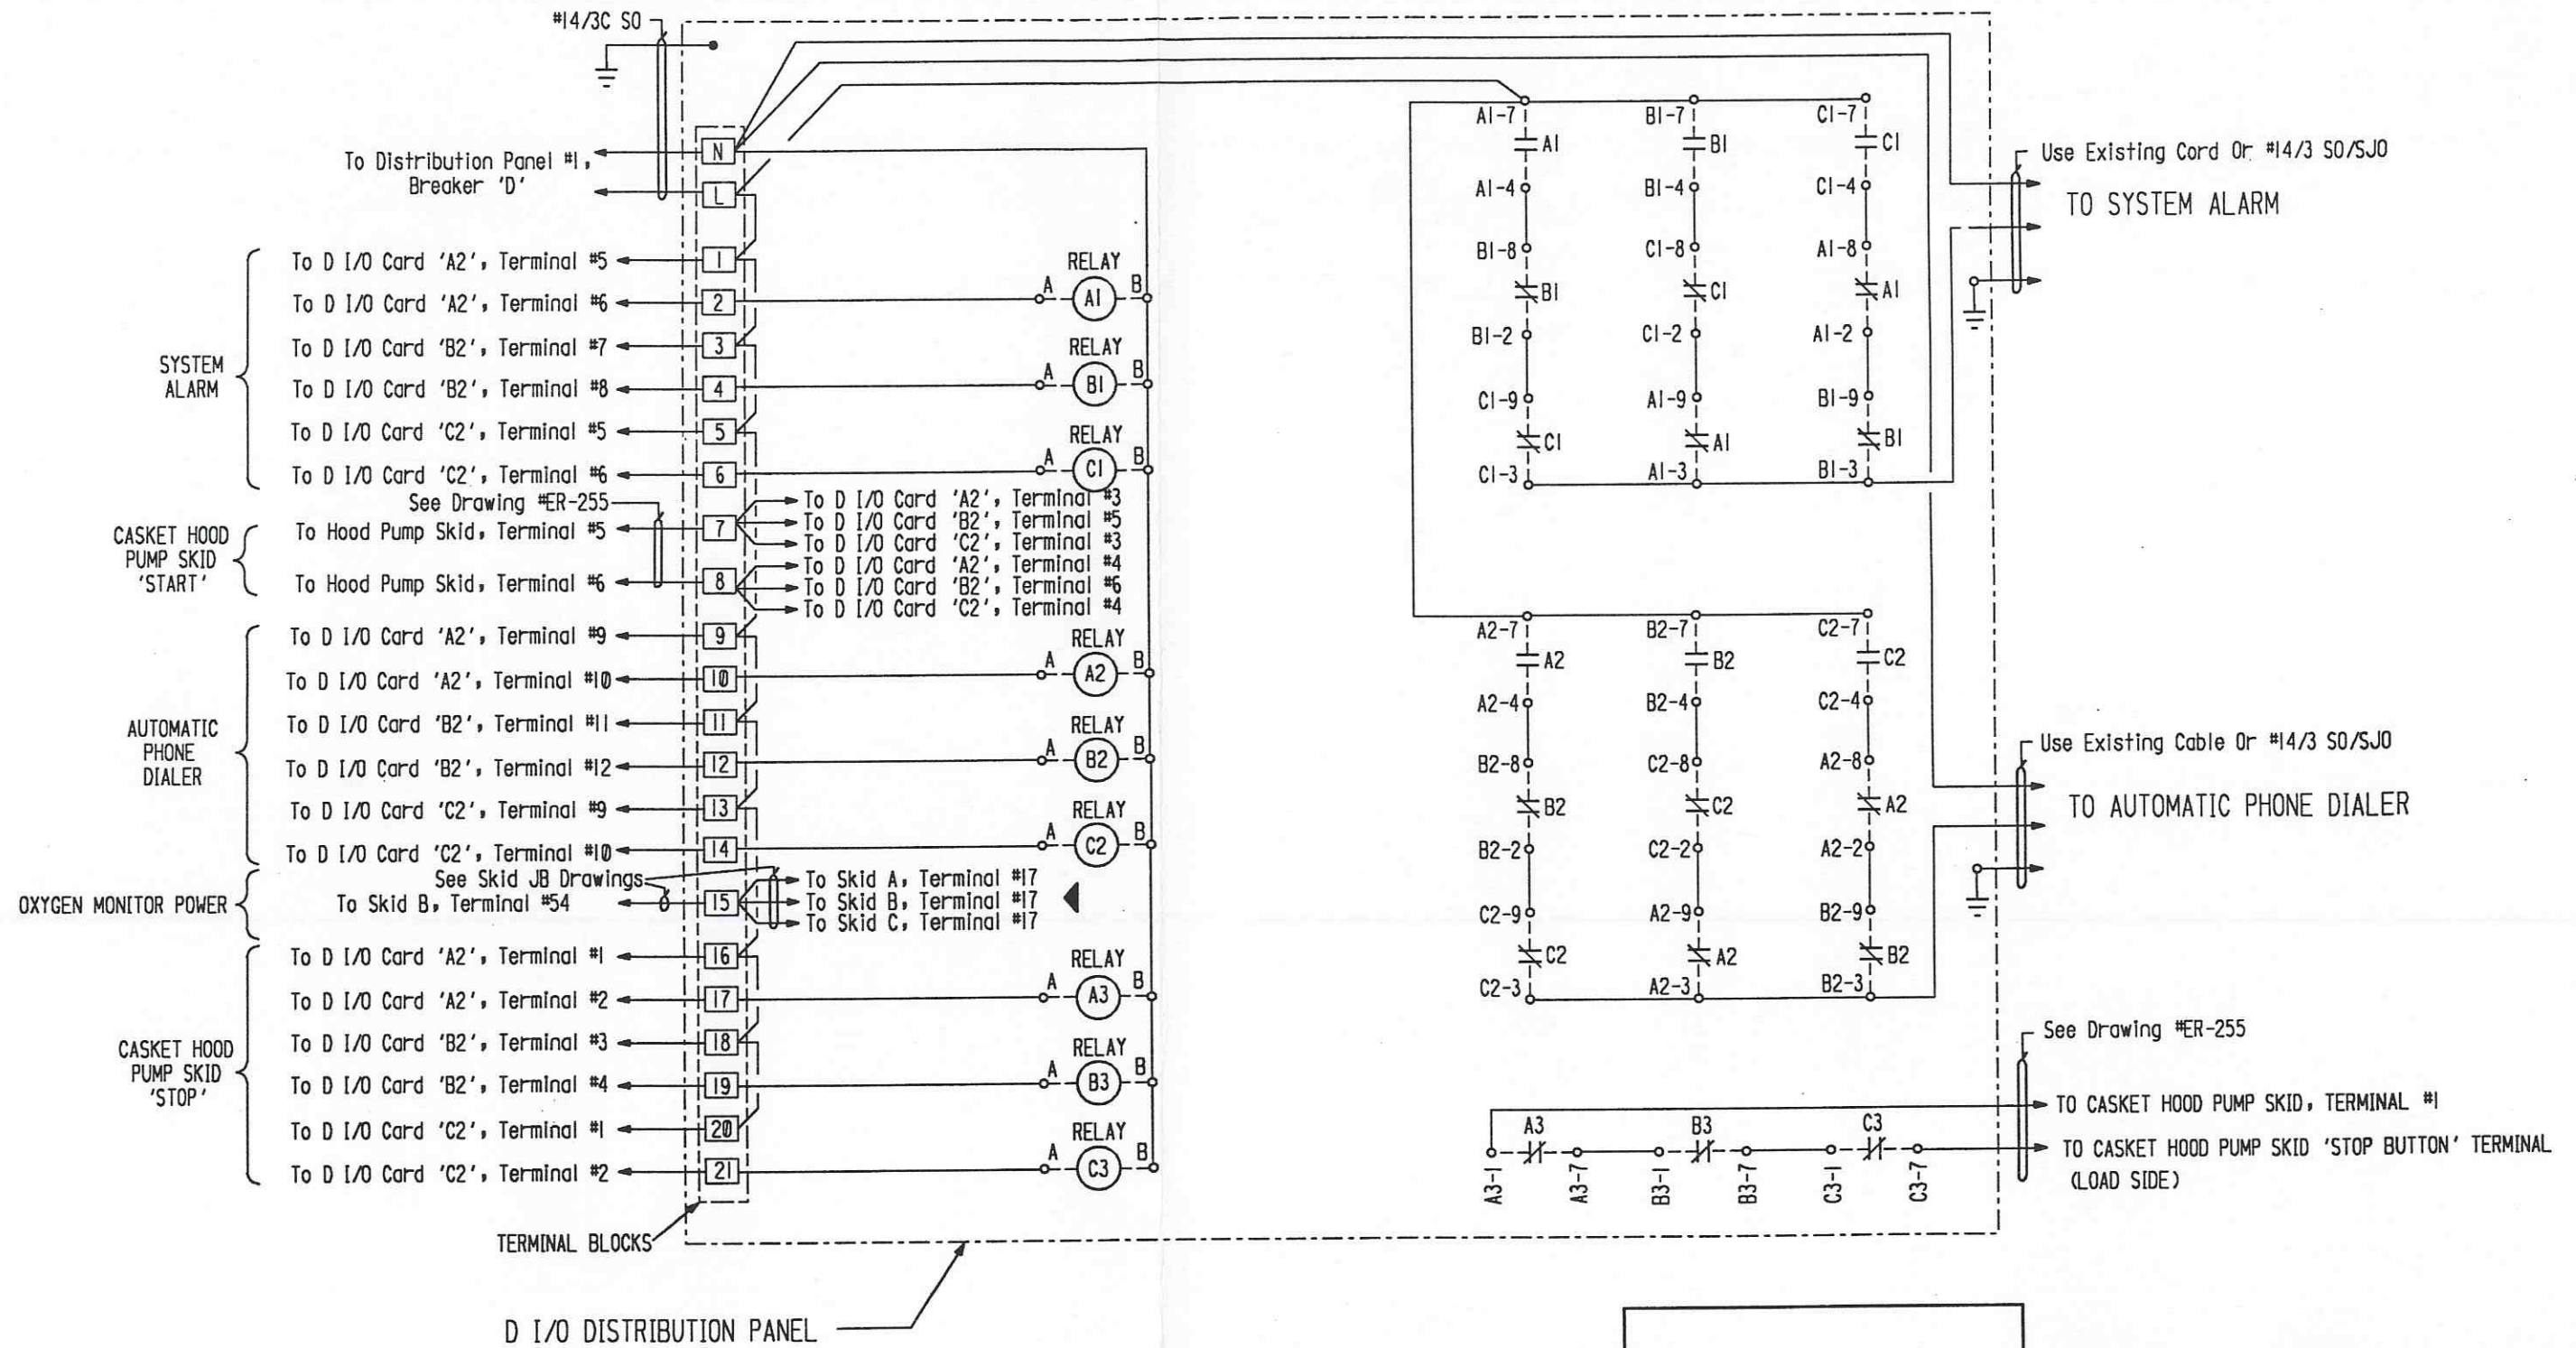 #14/3C SO
To Distribution Panel #1,
Breaker 'D'
N
L
SYSTEM
ALARM
To D I/O Card 'A2', Terminal #5
1
To D I/O Card 'A2', Terminal #6
2
To D I/O Card 'B2', Terminal #7
3
To D I/O Card 'B2', Terminal #8
4
To D I/O Card 'C2', Terminal #5
5
To D I/O Card 'C2', Terminal #6
6
See Drawing #ER-255
CASKET HOOD
PUMP SKID
'START'
To Hood Pump Skid, Terminal #5
7
To D I/O Card 'A2', Terminal #3
To D I/O Card 'B2', Terminal #5
To D I/O Card 'C2', Terminal #3
To Hood Pump Skid, Terminal #6
8
To D I/O Card 'A2', Terminal #4
To D I/O Card 'B2', Terminal #6
To D I/O Card 'C2', Terminal #4
AUTOMATIC
PHONE
DIALER
To D I/O Card 'A2', Terminal #9
9
To D I/O Card 'A2', Terminal #10
10
To D I/O Card 'B2', Terminal #11
11
To D I/O Card 'B2', Terminal #12
12
To D I/O Card 'C2', Terminal #9
13
To D I/O Card 'C2', Terminal #10
14
See Skid JB Drawings
OXYGEN MONITOR POWER
To Skid B, Terminal #54
15
To Skid A, Terminal #17
To Skid B, Terminal #17
To Skid C, Terminal #17
CASKET HOOD
PUMP SKID
'STOP'
To D I/O Card 'A2', Terminal #1
16
To D I/O Card 'A2', Terminal #2
17
To D I/O Card 'B2', Terminal #3
18
To D I/O Card 'B2', Terminal #4
19
To D I/O Card 'C2', Terminal #1
20
To D I/O Card 'C2', Terminal #2
21
TERMINAL BLOCKS
D I/O DISTRIBUTION PANEL
RELAY
A A1 B
RELAY
A B1 B
RELAY
A C1 B
RELAY
A A2 B
RELAY
A B2 B
RELAY
A C2 B
RELAY
A A3 B
RELAY
A B3 B
RELAY
A C3 B
A1-7 B1-7 C1-7
A1 B1 C1
A1-4 B1-4 C1-4
B1-8 C1-8 A1-8
B1 C1 A1
B1-2 C1-2 A1-2
C1-9 A1-9 B1-9
C1 A1 B1
C1-3 A1-3 B1-3
Use Existing Cord Or #14/3 SO/SJO
TO SYSTEM ALARM
A2-7 B2-7 C2-7
A2 B2 C2
A2-4 B2-4 C2-4
B2-8 C2-8 A2-8
B2 C2 A2
B2-2 C2-2 A2-2
C2-9 A2-9 B2-9
C2 A2 B2
C2-3 A2-3 B2-3
Use Existing Cable Or #14/3 SO/SJO
TO AUTOMATIC PHONE DIALER
See Drawing #ER-255
TO CASKET HOOD PUMP SKID, TERMINAL #1
A3 B3 C3
TO CASKET HOOD PUMP SKID 'STOP BUTTON' TERMINAL
(LOAD SIDE)
A3-1 A3-7 B3-1 B3-7 C3-1 C3-7